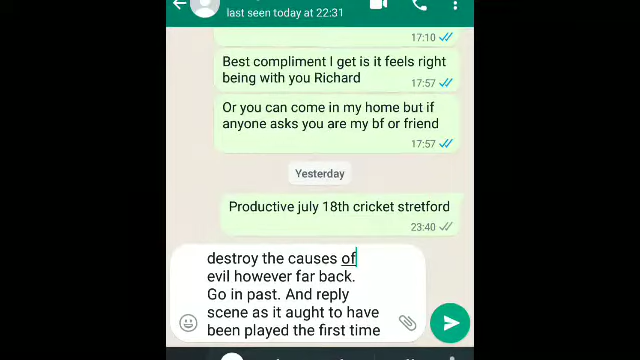 last seen today at 22:31
17:10
Best compliment I get is it feels right
being with you Richard
17:57
Or you can come in my home but if
anyone asks you are my bf or friend
17:57
Yesterday
Productive july 18th cricket stretford
23:40
destroy the causes of
evil however far back.
Go in past. And reply
scene as it aught to have
been played the first time